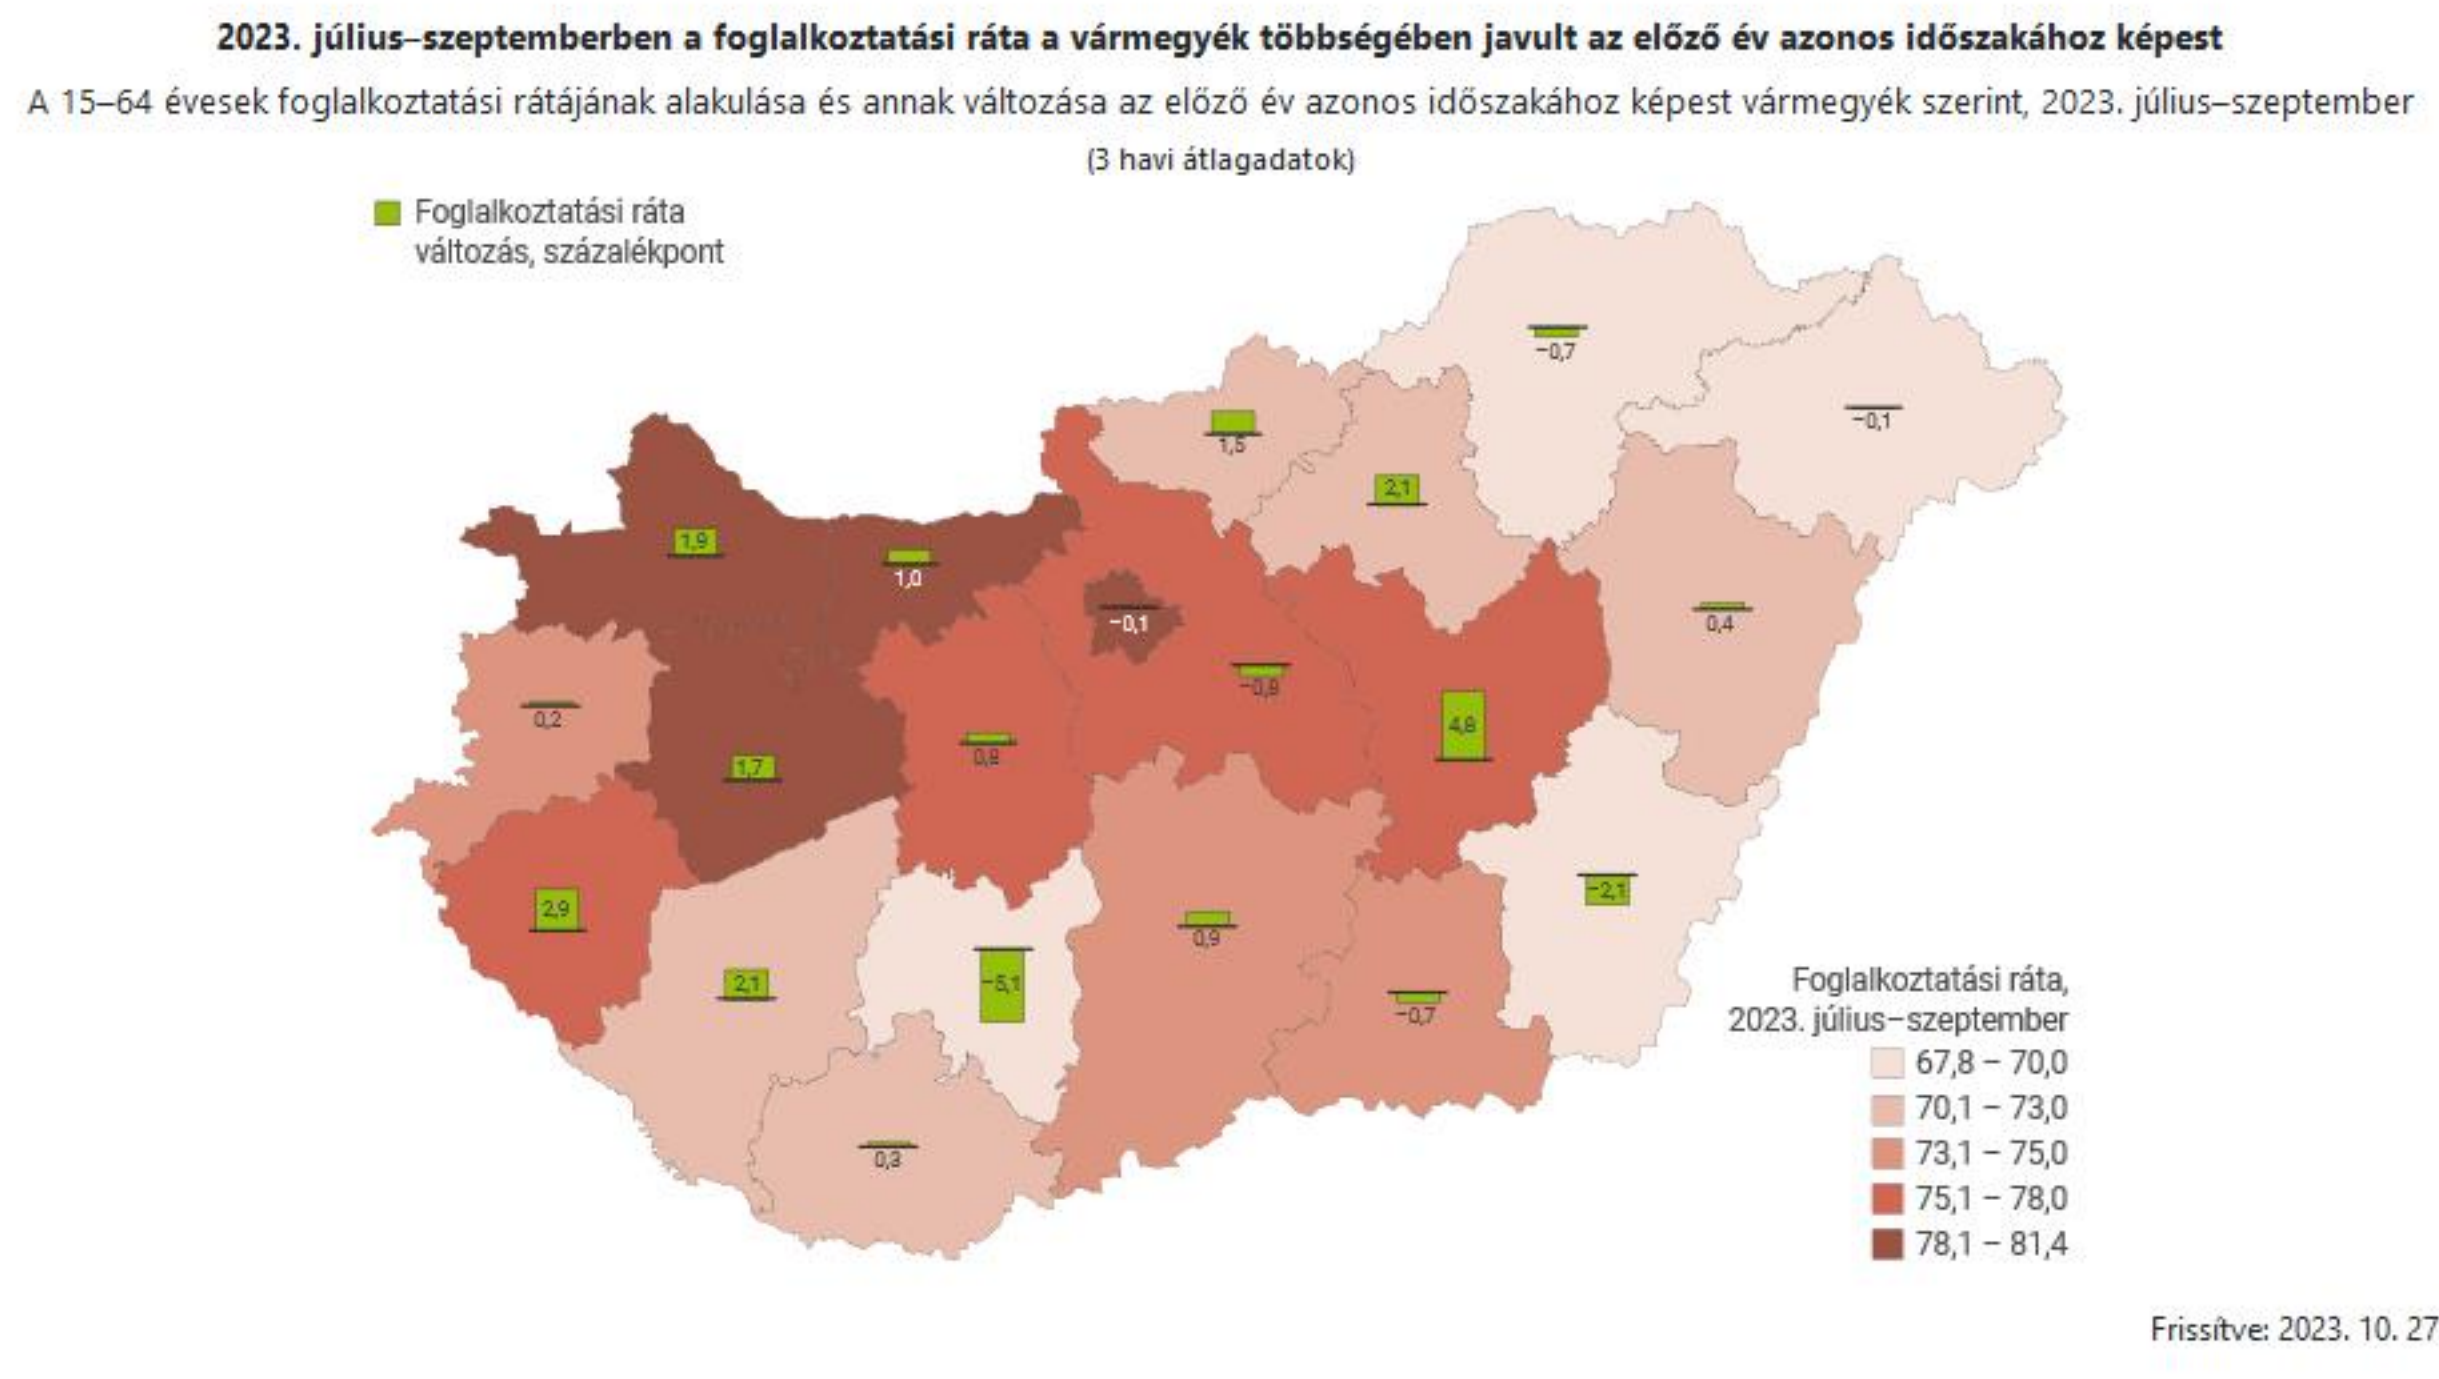 2023. július–szeptemberben a foglalkoztatási ráta a vármegyék többségében javult az előző év azonos időszakához képest
A 15–64 évesek foglalkoztatási rátájának alakulása és annak változása az előző év azonos időszakához képest vármegyék szerint, 2023. július–szeptember
(3 havi átlagadatok)
Foglalkoztatási ráta
változás, százalékpont
−0,7
−0,1
1,5
2,1
1,9
1,0
−0,1
0,4
−0,9
0,2
4,8
0,8
1,7
−2,1
2,9
0,9
2,1
−5,1
−0,7
0,3
Foglalkoztatási ráta,
2023. július–szeptember
67,8 – 70,0
70,1 – 73,0
73,1 – 75,0
75,1 – 78,0
78,1 – 81,4
Frissítve: 2023. 10. 27